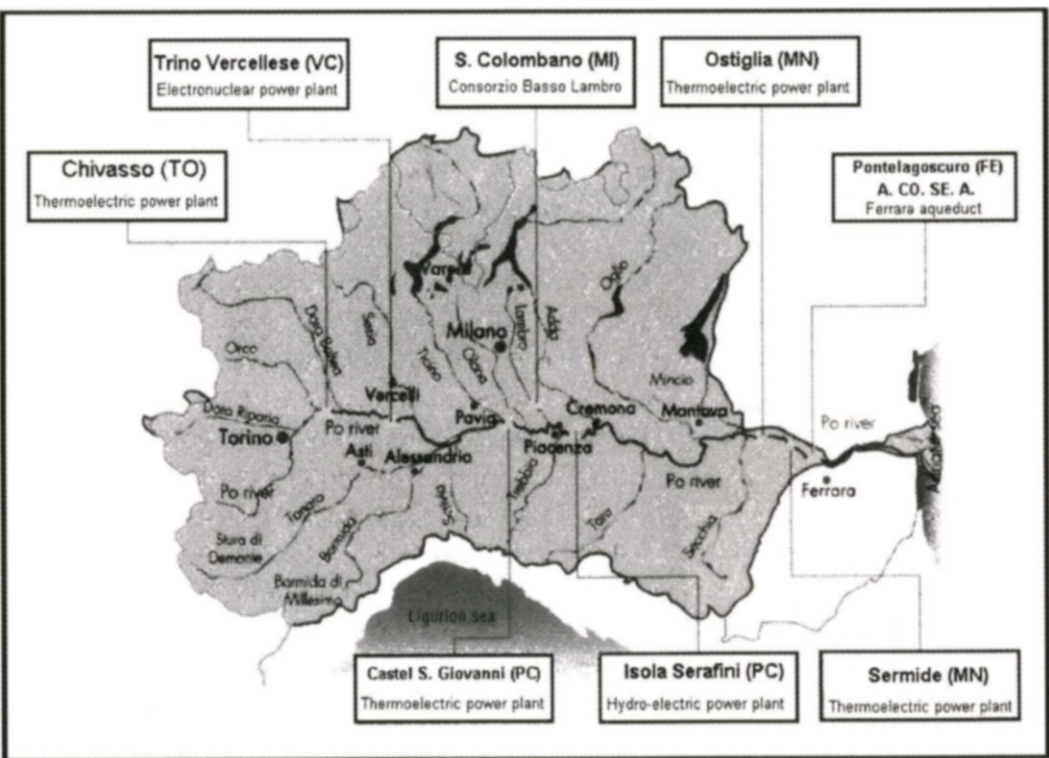 Trino Vercellese (VC)
Electronuclear power plant
S. Colombano (MI)
Consorzio Basso Lambro
Ostiglia (MN)
Thermoelectric power plant
Chivasso (TO)
Thermoelectric power plant
Pontelagoscuro (FE)
A. CO. SE. A.
Ferrara aqueduct
Varese
Oglio
Dora Baltea
Sesia
Ticino
Milano
Olona
Lambro
Adda
Orco
Mincio
Vercelli
Dora Riparia
Torino
Po river
Pavia
Cremona
Mantova
Po river
Asti
Alessandria
Piacenza
Trebbia
Po river
Adriatic sea
Po river
Ferrara
Tanaro
Bormida
Scrivia
Taro
Secchia
Stura di
Demonte
Bormida di
Millesimo
Ligurian sea
Castel S. Giovanni (PC)
Thermoelectric power plant
Isola Serafini (PC)
Hydro-electric power plant
Sermide (MN)
Thermoelectric power plant